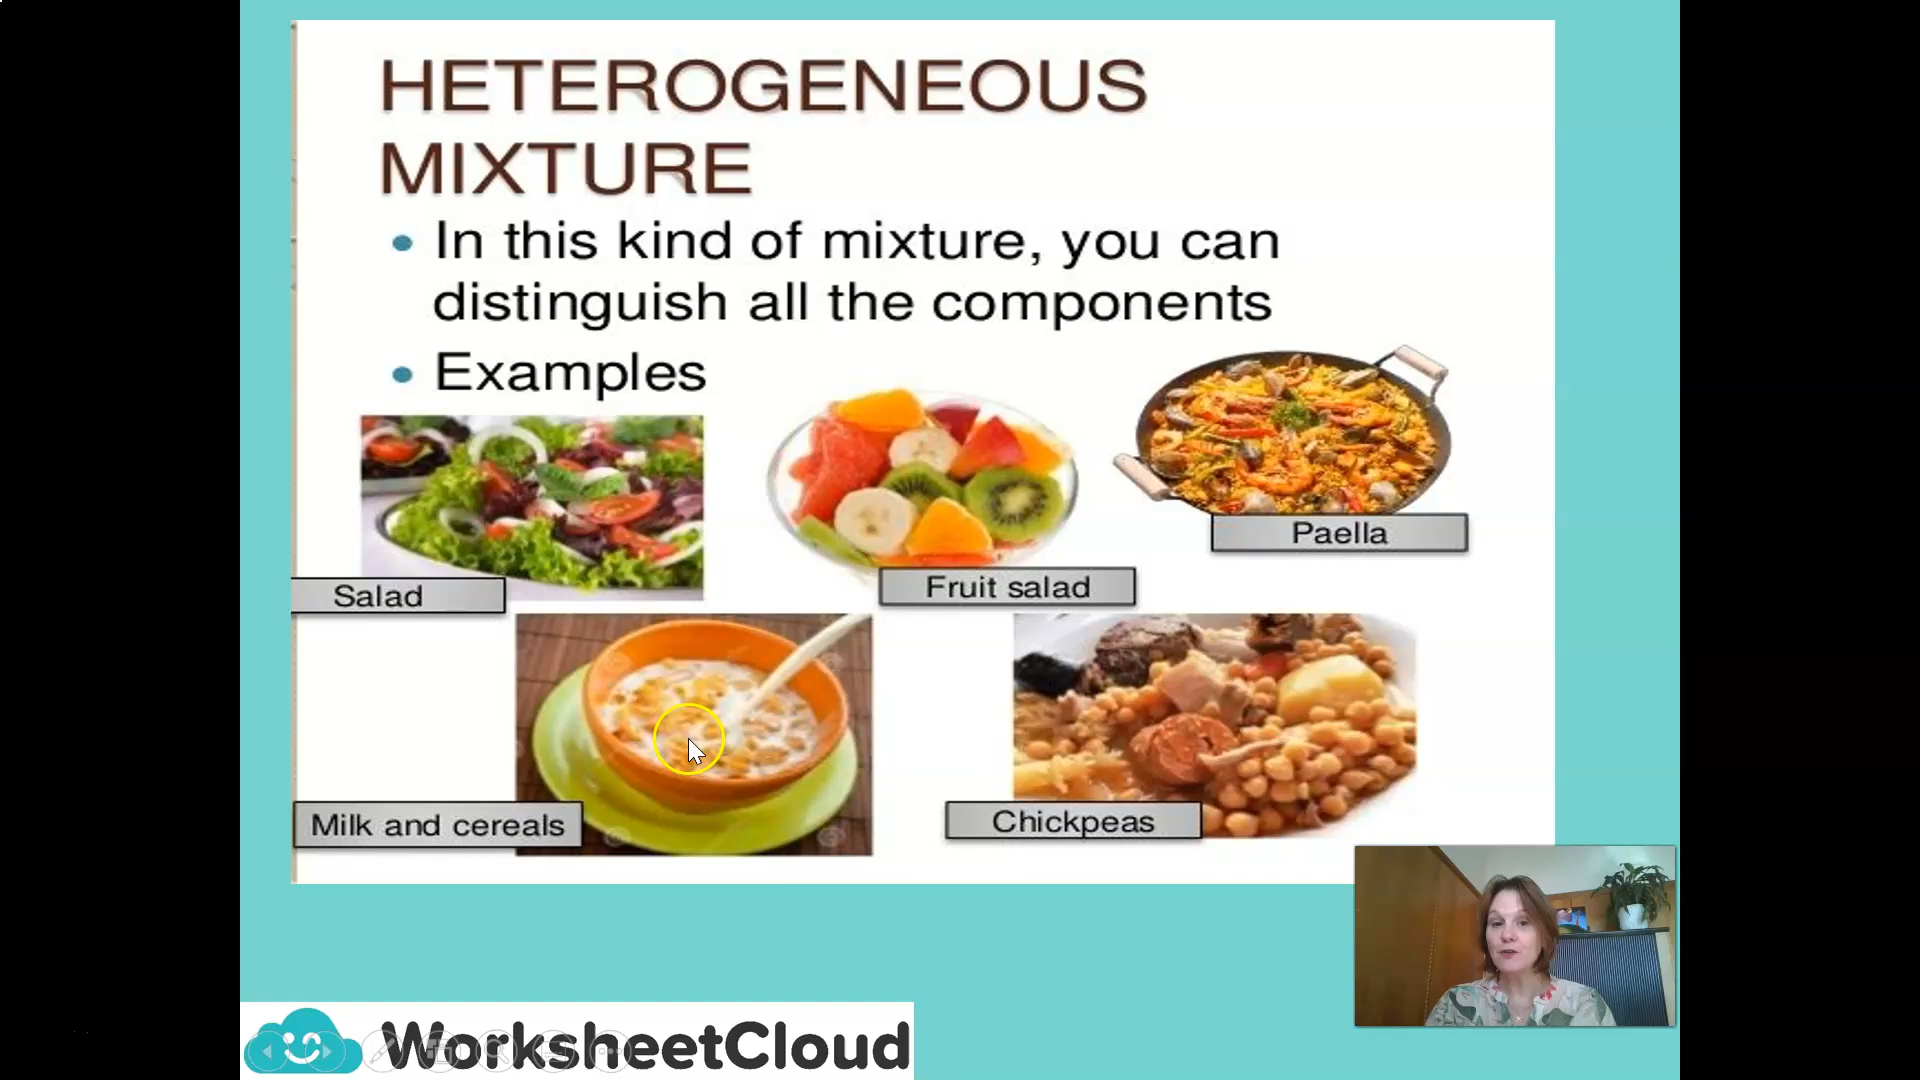 HETEROGENEOUS
MIXTURE
In this kind of mixture, you can
distinguish all the components
Examples
Paella
Fruit salad
Salad
Milk and cereals
Chickpeas
WorksheetCloud